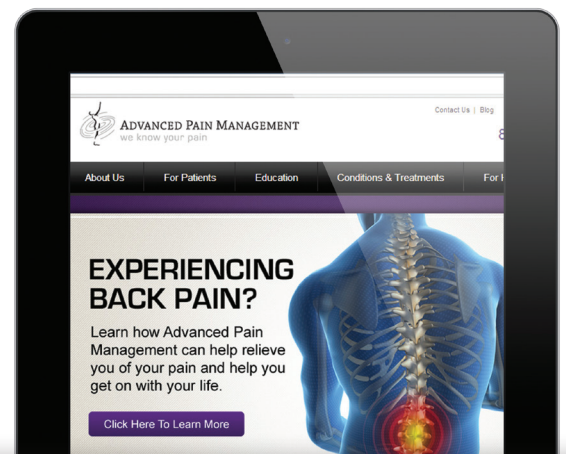 Contact Us | Blog
ADVANCED PAIN MANAGEMENT
we know your pain
About Us For Patients Education Conditions & Treatments For
EXPERIENCING
BACK PAIN?
Learn how Advanced Pain
Management can help relieve
you of your pain and help you
get on with your life.
Click Here To Learn More